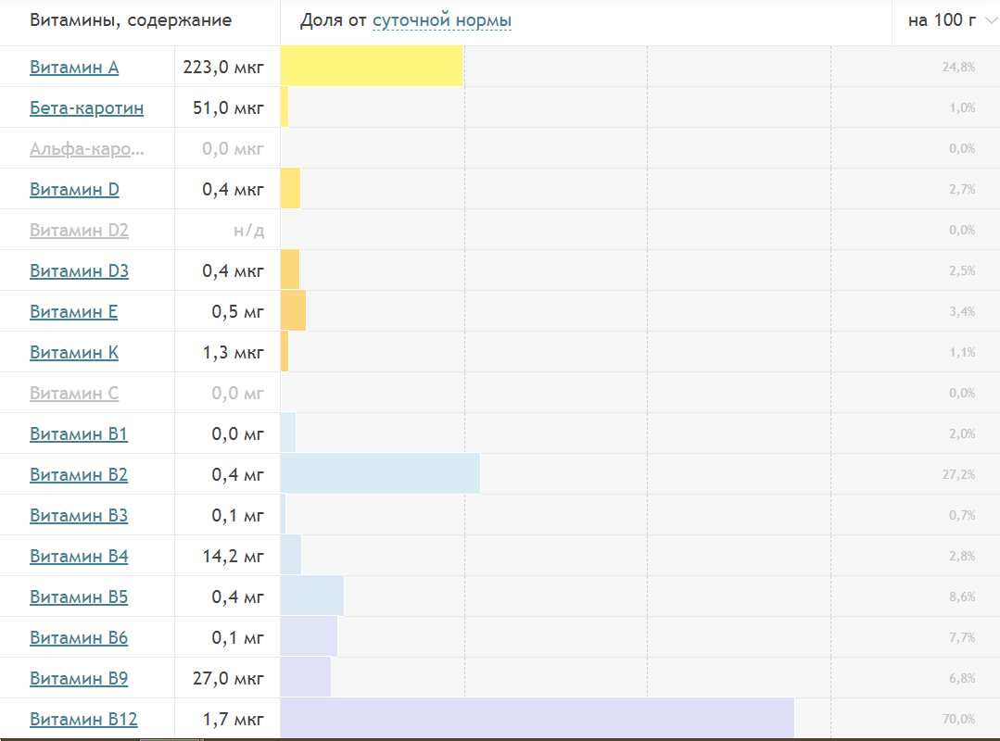 Витамины, содержание Доля от суточной нормы на 100 г
Витамин A 223,0 мкг 24,8%
Бета-каротин 51,0 мкг 1,0%
Альфа-каро... 0,0 мкг 0,0%
Витамин D 0,4 мкг 2,7%
Витамин D2 н/д 0,0%
Витамин D3 0,4 мкг 2,5%
Витамин E 0,5 мг 3,4%
Витамин K 1,3 мкг 1,1%
Витамин C 0,0 мг 0,0%
Витамин B1 0,0 мг 2,0%
Витамин B2 0,4 мг 27,2%
Витамин B3 0,1 мг 0,7%
Витамин B4 14,2 мг 2,8%
Витамин B5 0,4 мг 8,6%
Витамин B6 0,1 мг 7,7%
Витамин B9 27,0 мкг 6,8%
Витамин B12 1,7 мкг 70,0%